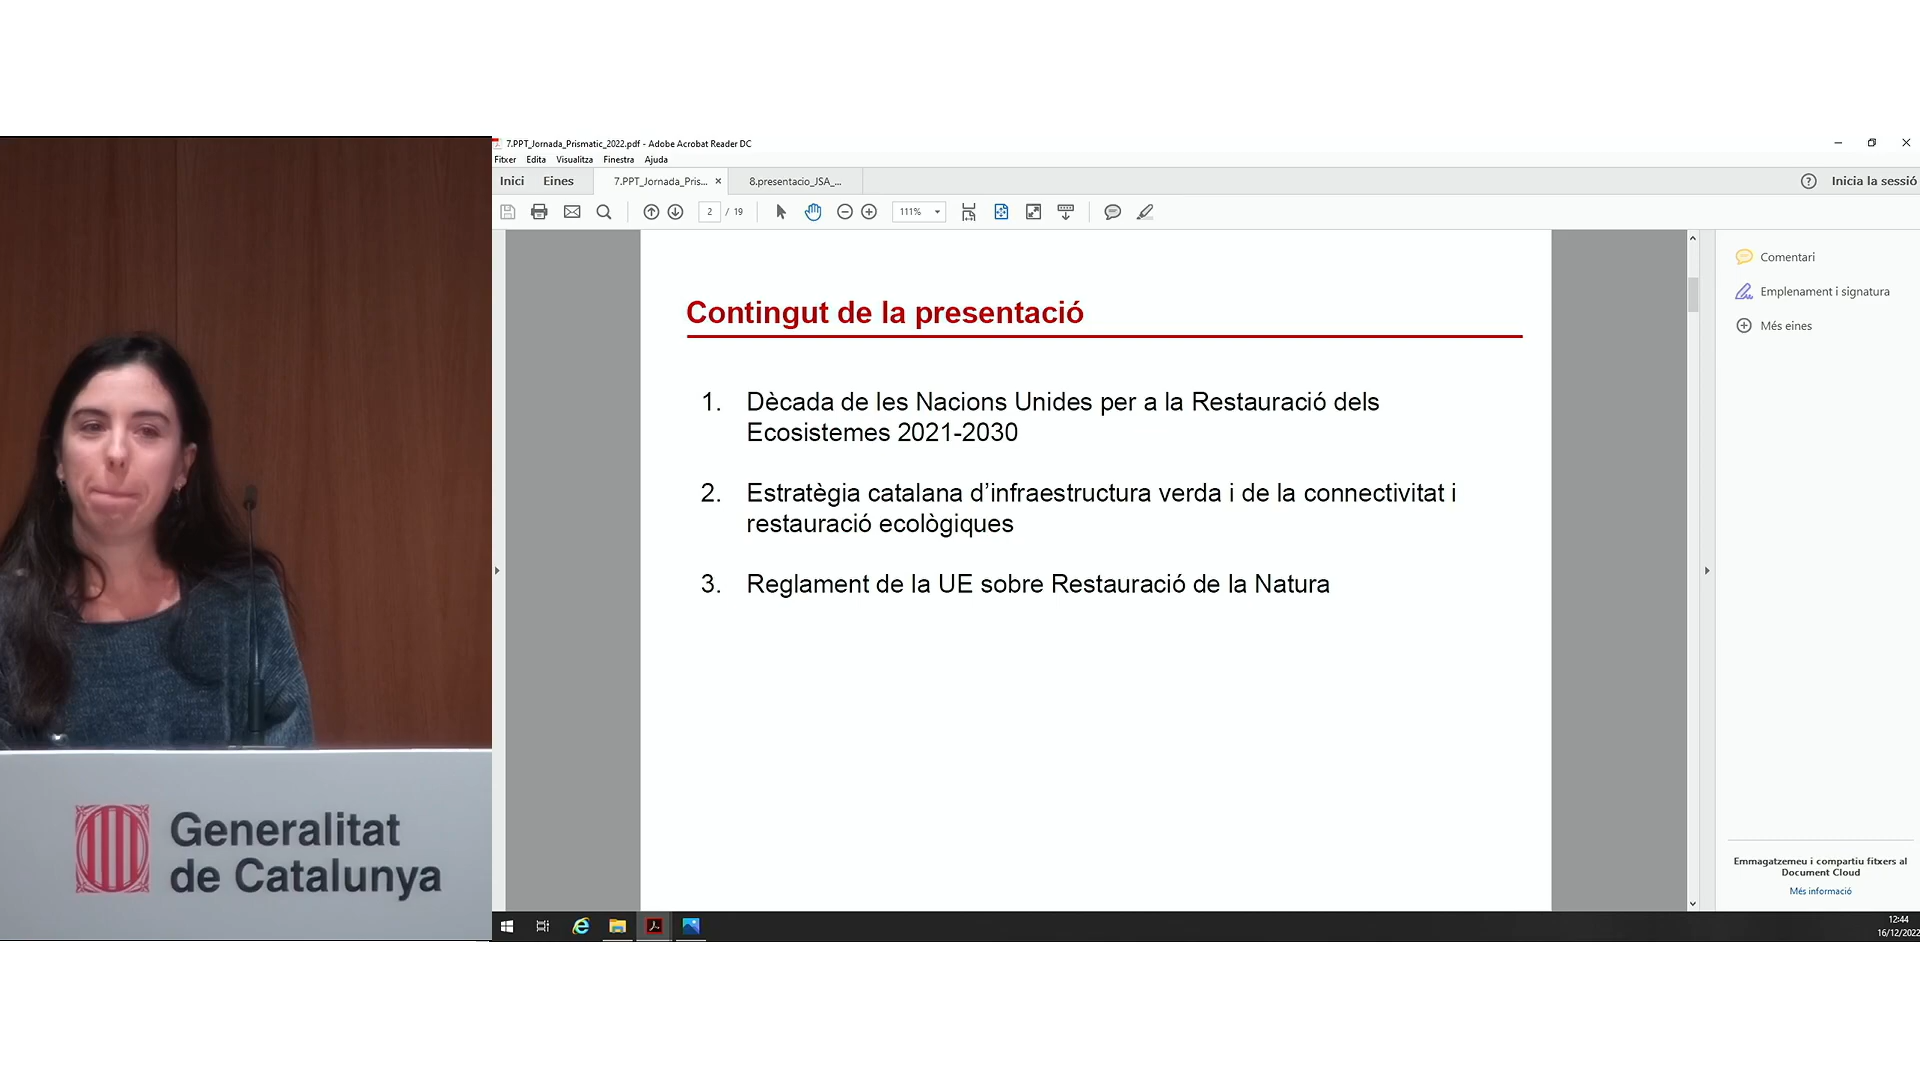 7.PPT_Jornada_Prismatic_2022.pdf - Adobe Acrobat Reader DC
Fitxer Edita Visualitza Finestra Ajuda
Inici Eines 7.PPT_Jornada_Pris... × 8.presentacio_JSA_... Inicia la sessió
2 / 19 111%
Comentari
Emplenament i signatura
Més eines
Contingut de la presentació
1. Dècada de les Nacions Unides per a la Restauració dels
Ecosistemes 2021-2030
2. Estratègia catalana d’infraestructura verda i de la connectivitat i
restauració ecològiques
3. Reglament de la UE sobre Restauració de la Natura
Emmagatzemeu i compartiu fitxers al
Document Cloud
Més informació
12:44
16/12/2022
Generalitat
de Catalunya